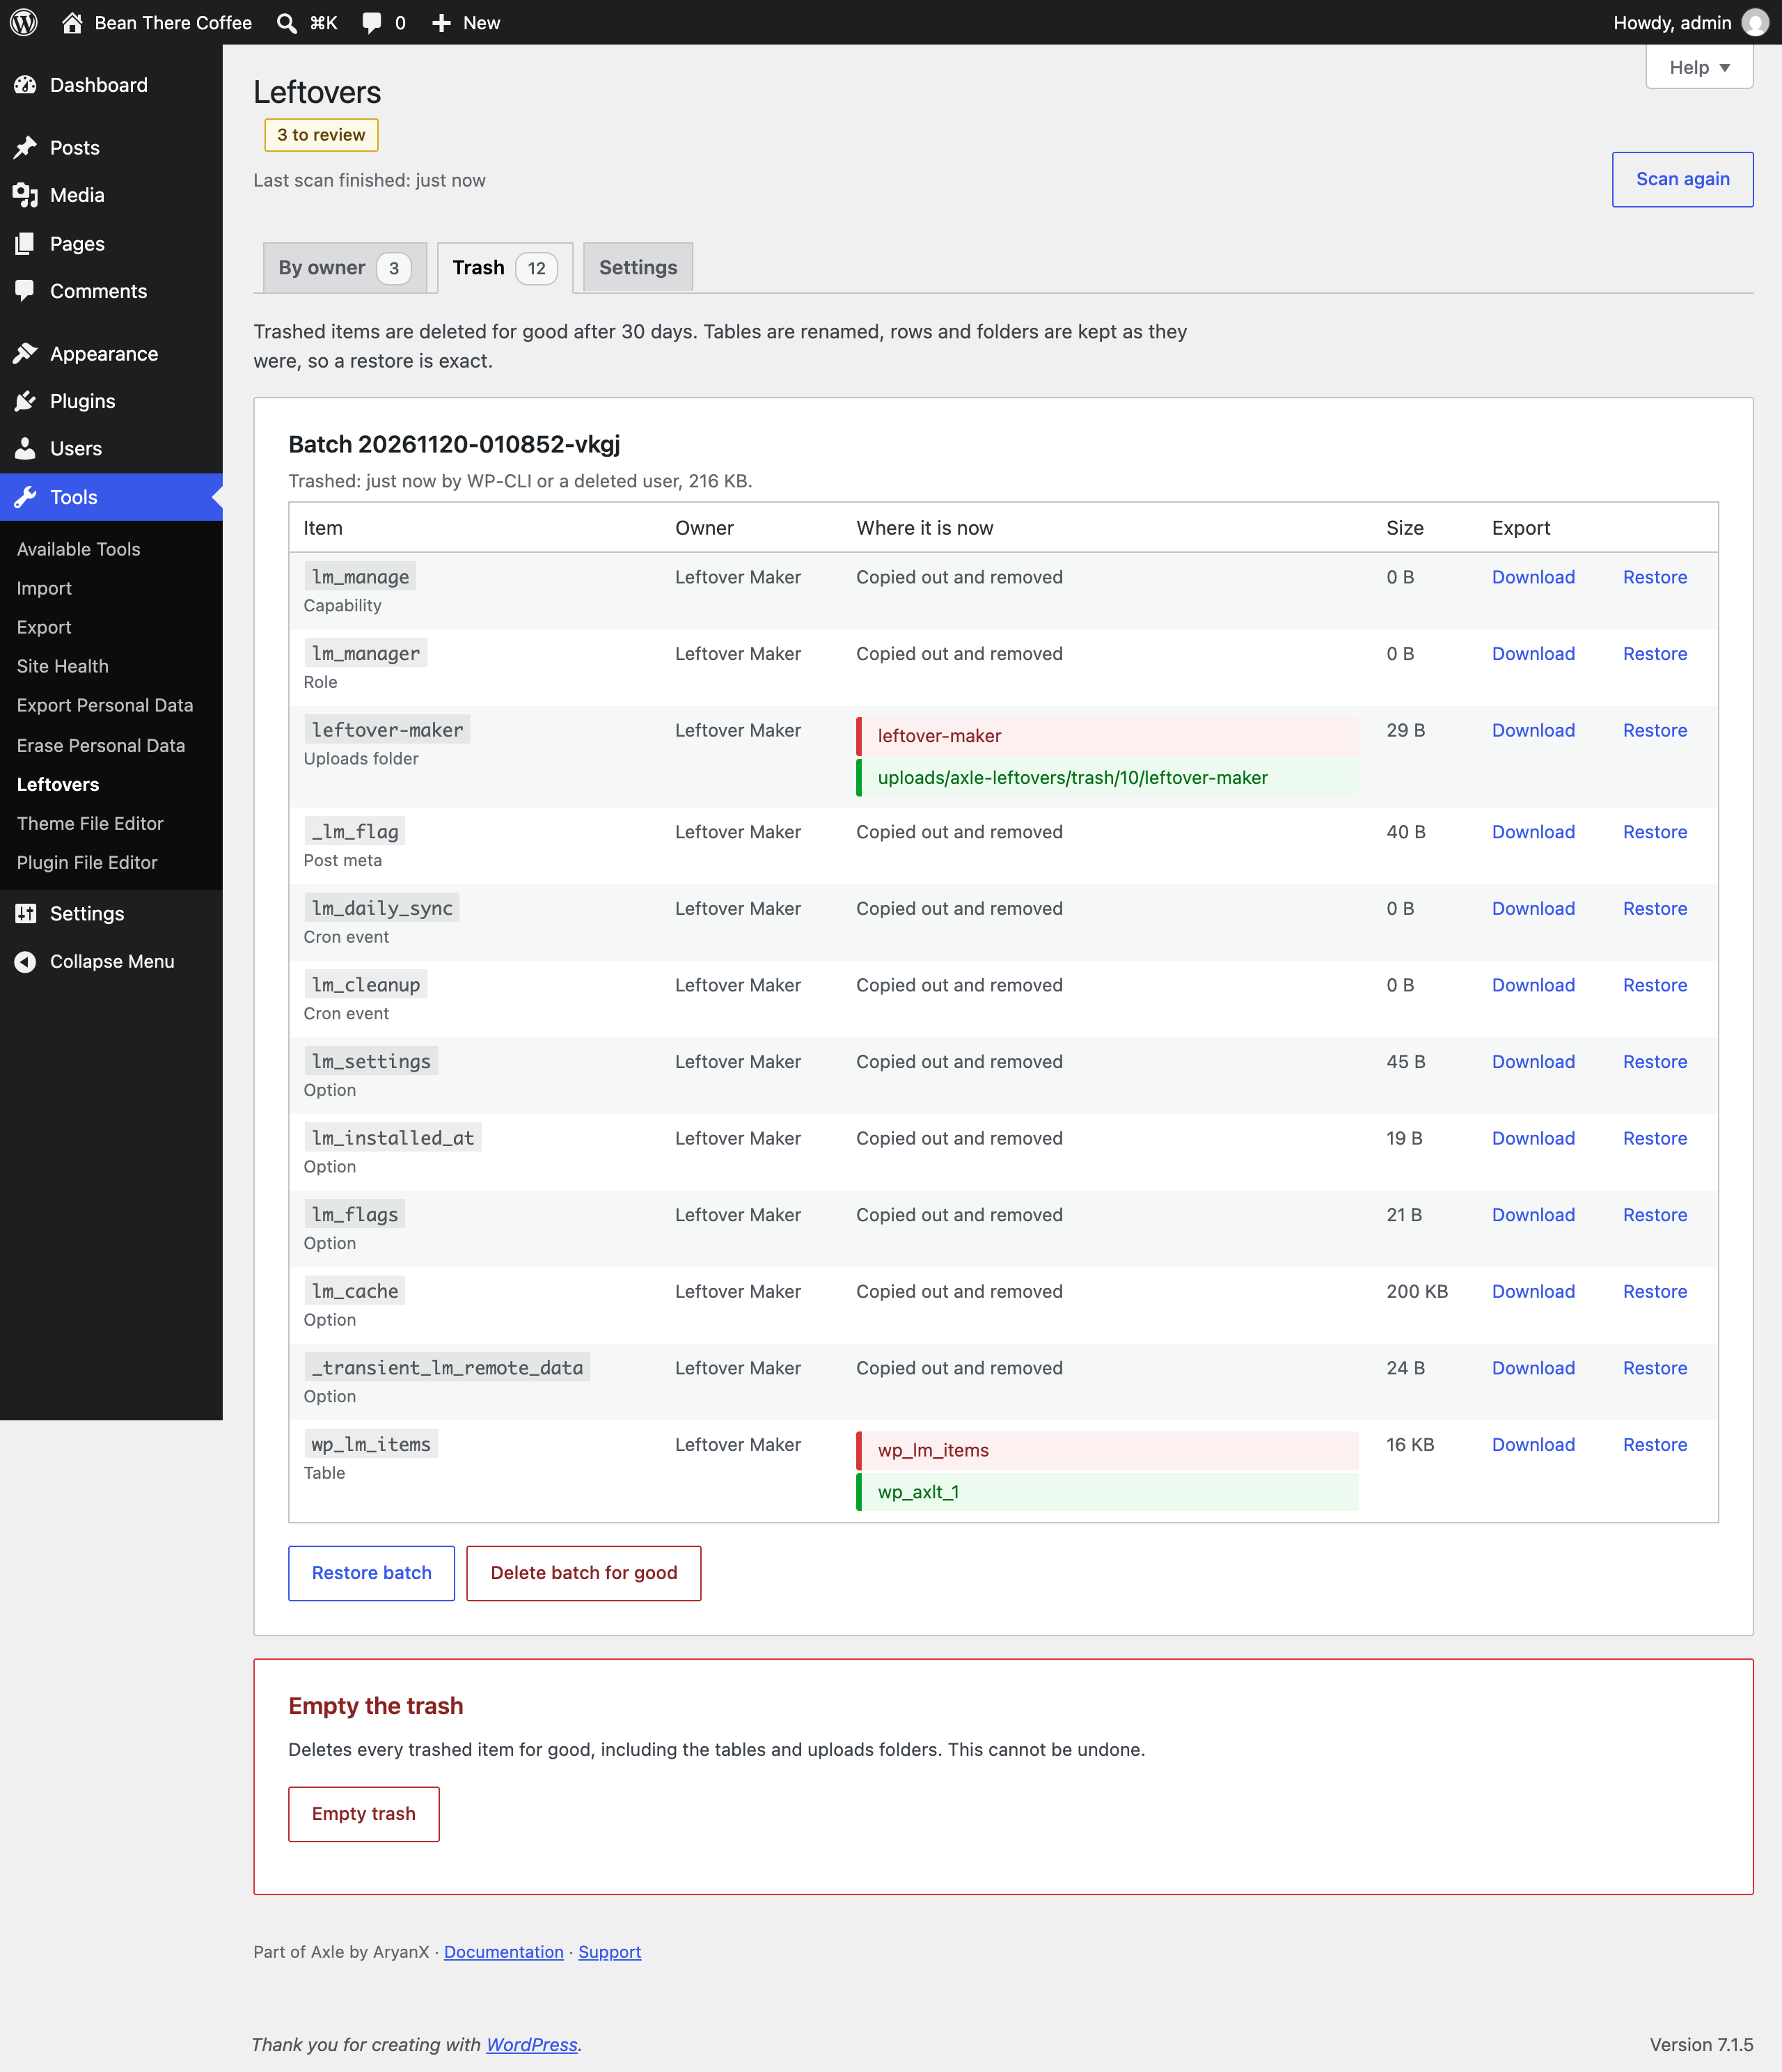 Bean There Coffee ⌘K 0 New Howdy, admin
Dashboard
Posts
Media
Pages
Comments
Appearance
Plugins
Users
Tools
Available Tools
Import
Export
Site Health
Export Personal Data
Erase Personal Data
Leftovers
Theme File Editor
Plugin File Editor
Settings
Collapse Menu
Help
Leftovers
3 to review
Last scan finished: just now
Scan again
By owner 3 Trash 12 Settings
Trashed items are deleted for good after 30 days. Tables are renamed, rows and folders are kept as they
were, so a restore is exact.
Batch 20261120-010852-vkgj
Trashed: just now by WP-CLI or a deleted user, 216 KB.
Item Owner Where it is now Size Export
lm_manage Leftover Maker Copied out and removed 0 B Download Restore
Capability
lm_manager Leftover Maker Copied out and removed 0 B Download Restore
Role
leftover-maker Leftover Maker leftover-maker 29 B Download Restore
Uploads folder
uploads/axle-leftovers/trash/10/leftover-maker
_lm_flag Leftover Maker Copied out and removed 40 B Download Restore
Post meta
lm_daily_sync Leftover Maker Copied out and removed 0 B Download Restore
Cron event
lm_cleanup Leftover Maker Copied out and removed 0 B Download Restore
Cron event
lm_settings Leftover Maker Copied out and removed 45 B Download Restore
Option
lm_installed_at Leftover Maker Copied out and removed 19 B Download Restore
Option
lm_flags Leftover Maker Copied out and removed 21 B Download Restore
Option
lm_cache Leftover Maker Copied out and removed 200 KB Download Restore
Option
_transient_lm_remote_data Leftover Maker Copied out and removed 24 B Download Restore
Option
wp_lm_items Leftover Maker wp_lm_items 16 KB Download Restore
Table
wp_axlt_1
Restore batch Delete batch for good
Empty the trash
Deletes every trashed item for good, including the tables and uploads folders. This cannot be undone.
Empty trash
Part of Axle by AryanX · Documentation · Support
Thank you for creating with WordPress. Version 7.1.5